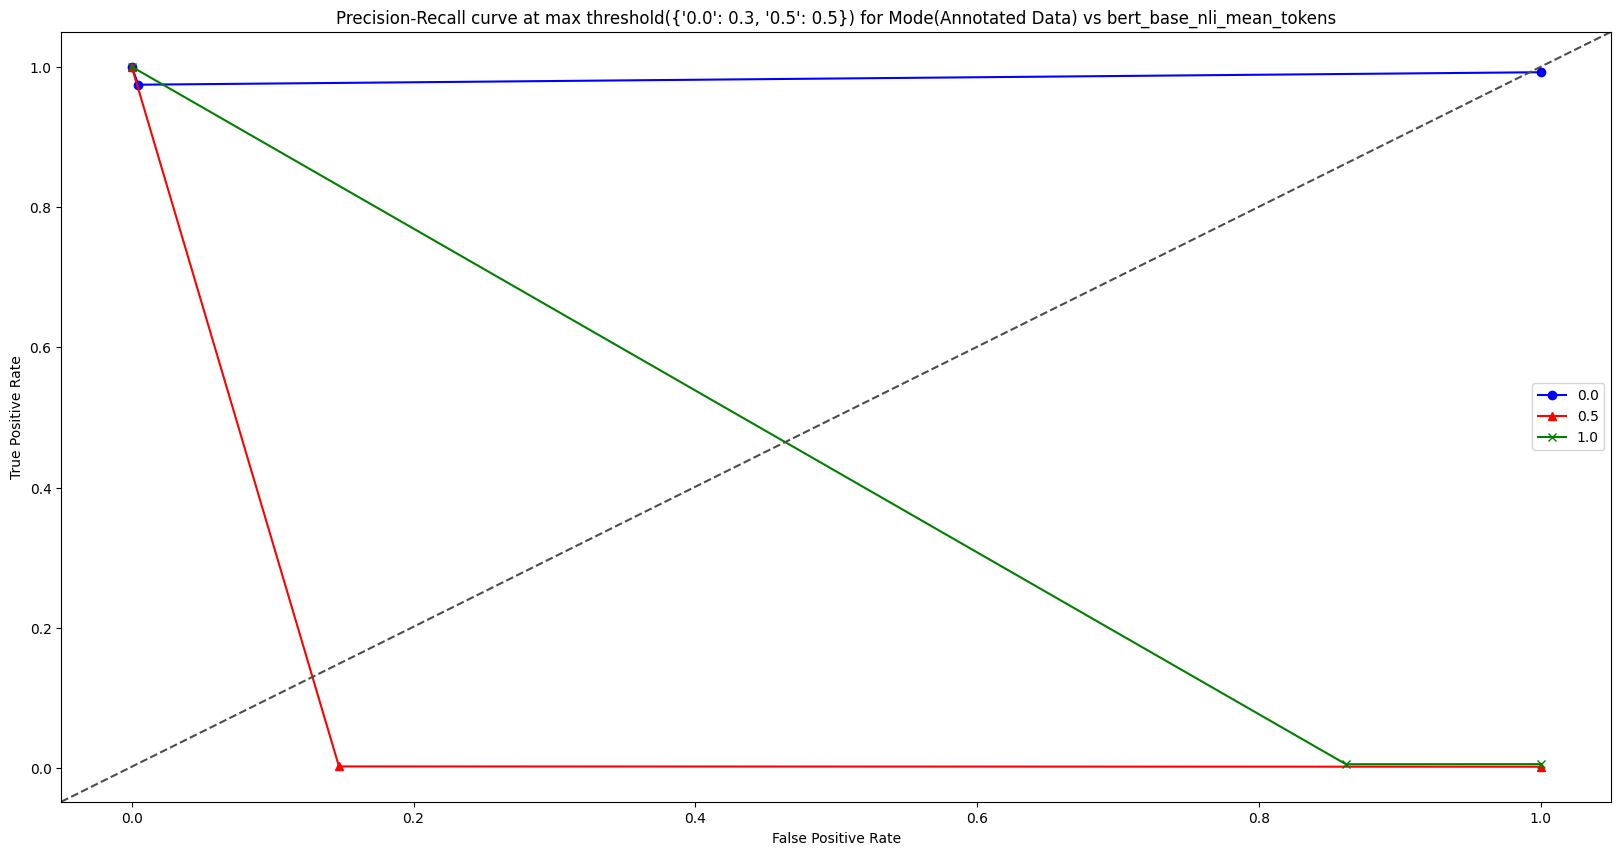 Precision-Recall curve at max threshold({'0.0': 0.3, '0.5': 0.5}) for Mode(Annotated Data) vs bert_base_nli_mean_tokens
1.0
0.8
0.6
0.4
0.2
0.0
True Positive Rate
0.0
0.5
1.0
0.0 0.2 0.4 0.6 0.8 1.0
False Positive Rate